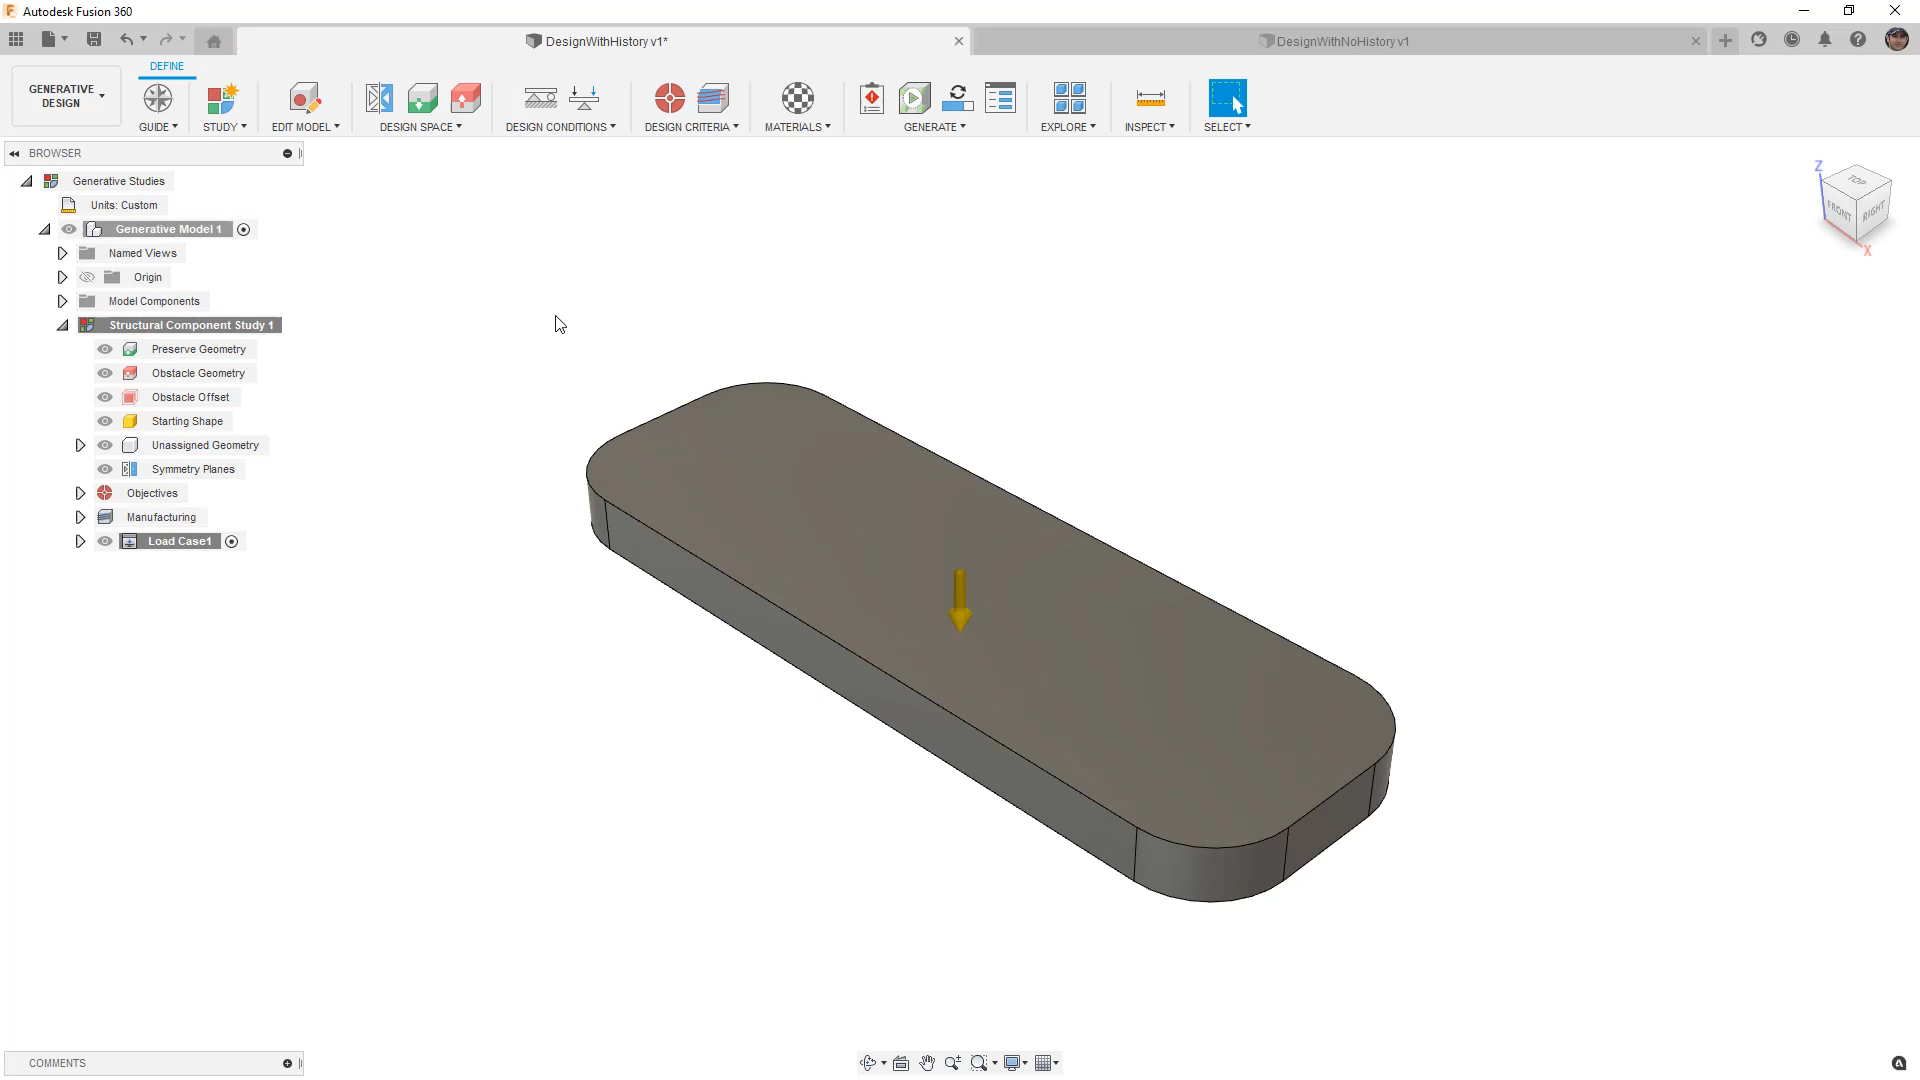 Autodesk Fusion 360
DesignWithHistory v1*
DesignWithNoHistory v1
GENERATIVE
DESIGN
DEFINE
GUIDE
STUDY
EDIT MODEL
DESIGN SPACE
DESIGN CONDITIONS
DESIGN CRITERIA
MATERIALS
GENERATE
EXPLORE
INSPECT
SELECT
BROWSER
Generative Studies
Units: Custom
Generative Model 1
Named Views
Origin
Model Components
Structural Component Study 1
Preserve Geometry
Obstacle Geometry
Obstacle Offset
Starting Shape
Unassigned Geometry
Symmetry Planes
Objectives
Manufacturing
Load Case1
Z
TOP
FRONT
RIGHT
X
COMMENTS